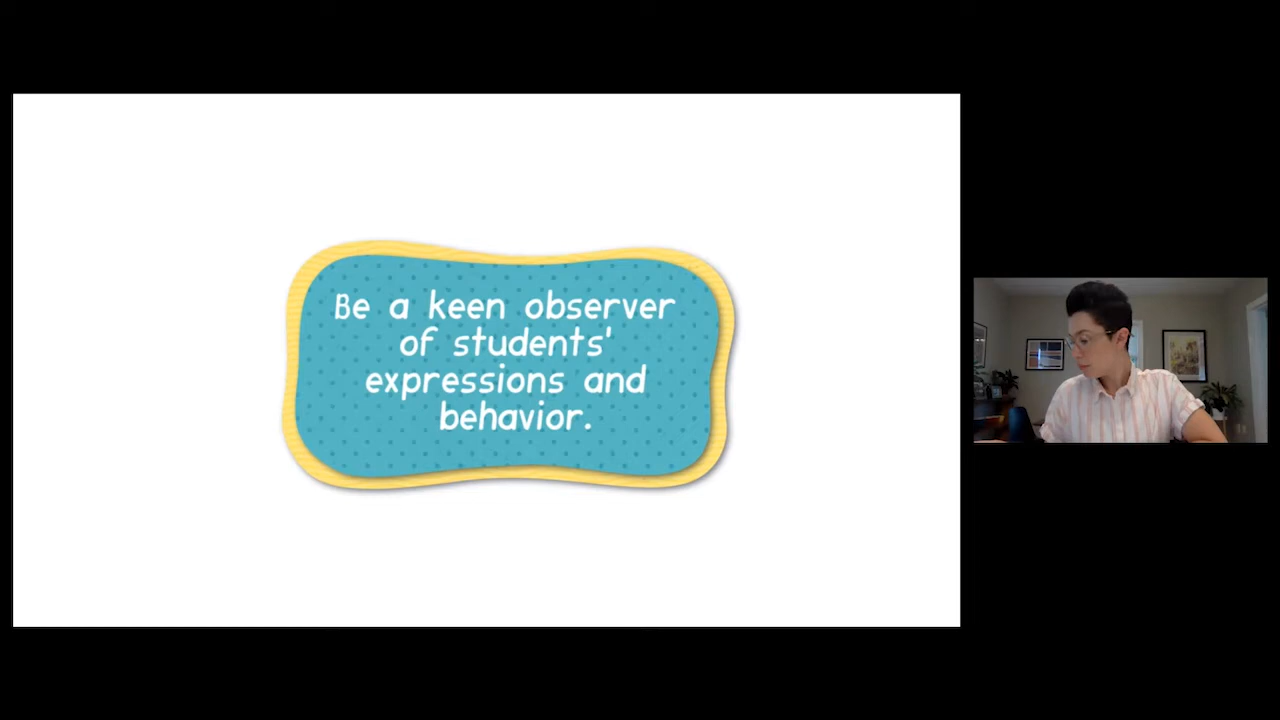 Be a keen observer
of students'
expressions and
behavior.